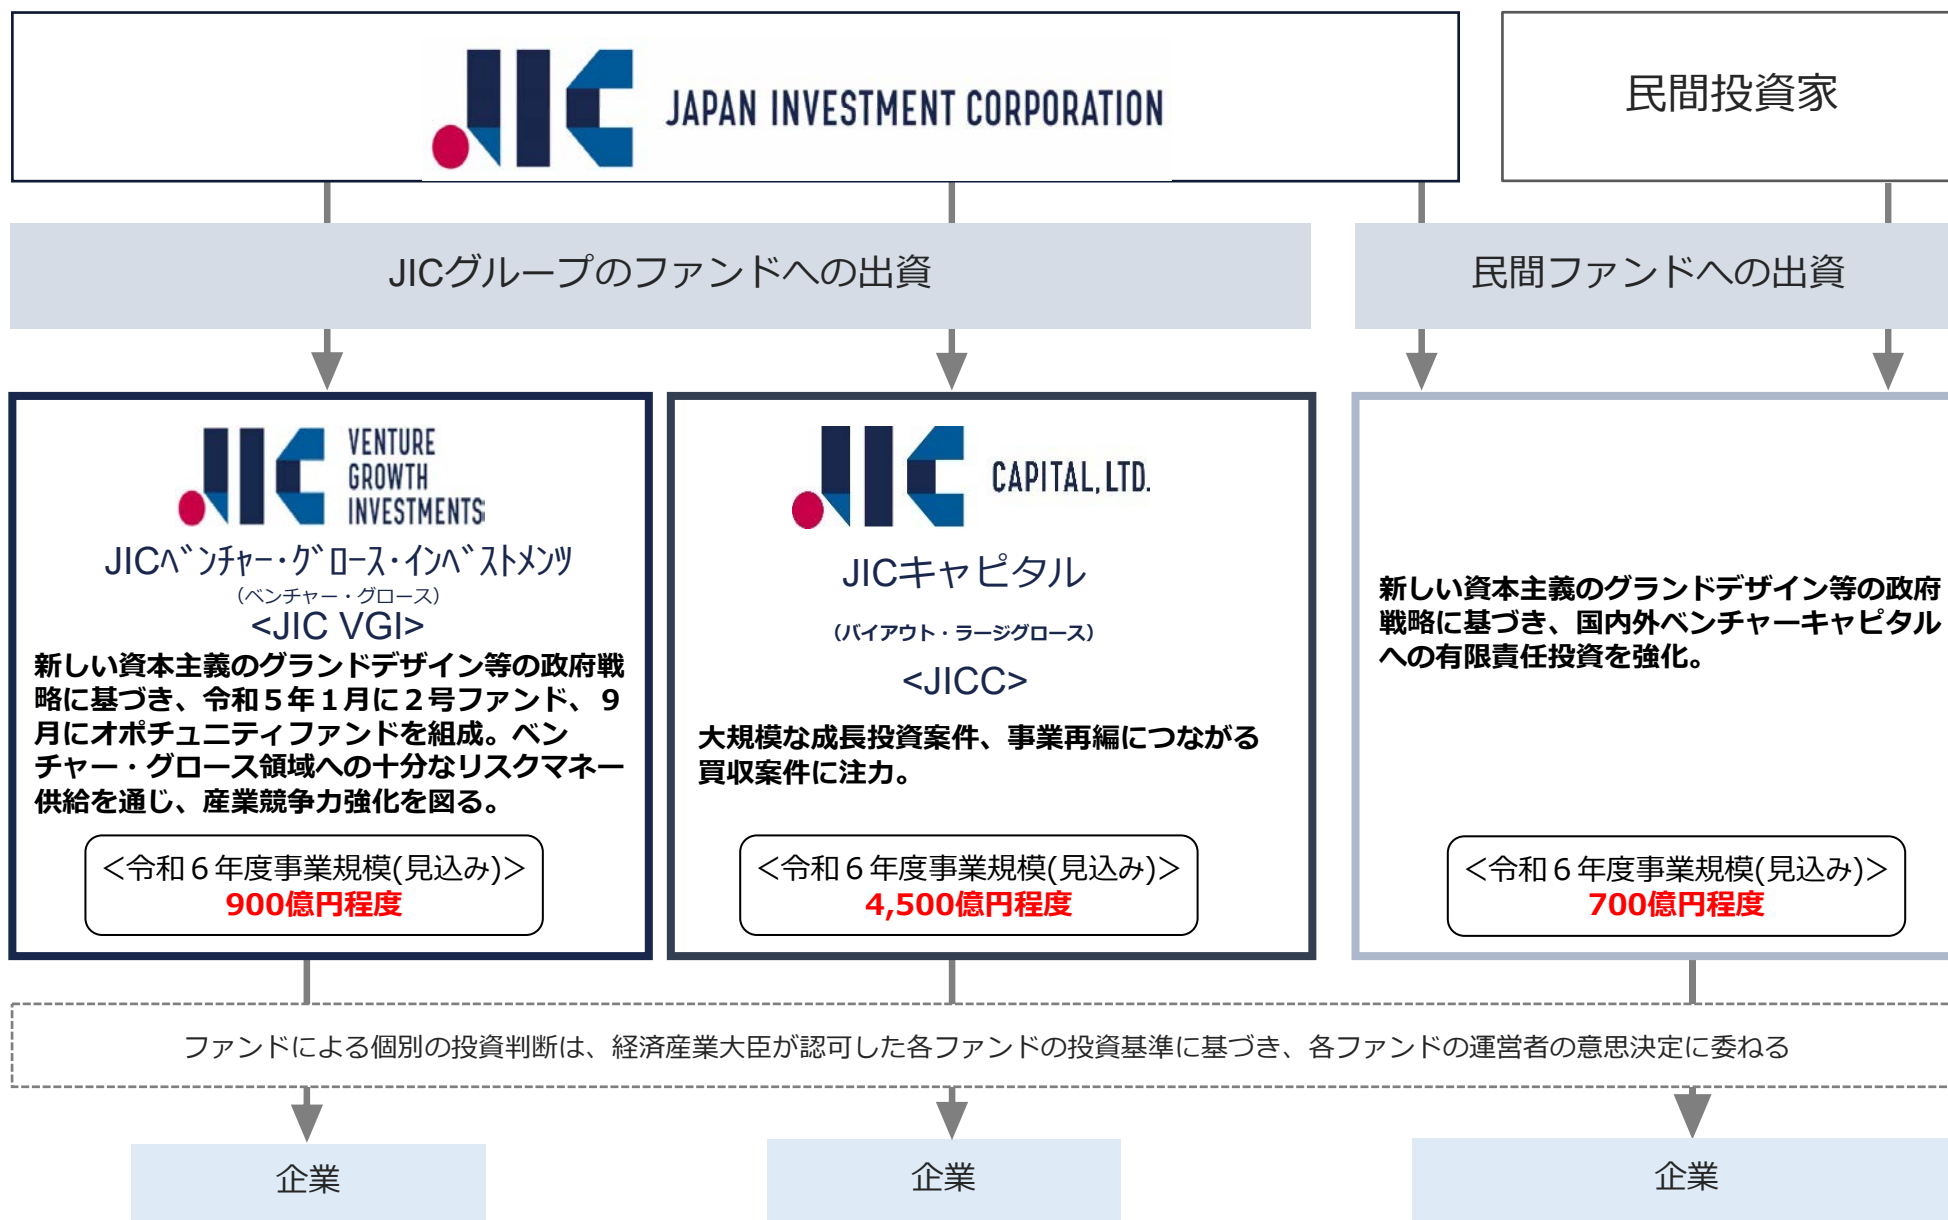 JIC JAPAN INVESTMENT CORPORATION
民間投資家
JICグループのファンドへの出資
民間ファンドへの出資
JIC VENTURE
GROWTH
INVESTMENTS
JICベンチャー・グロース・インベストメンツ
（ベンチャー・グロース）
<JIC VGI>
新しい資本主義のグランドデザイン等の政府戦
略に基づき、令和５年１月に２号ファンド、９
月にオポチュニティファンドを組成。ベン
チャー・グロース領域への十分なリスクマネー
供給を通じ、産業競争力強化を図る。
＜令和６年度事業規模(見込み)＞
900億円程度
JIC CAPITAL, LTD.
JICキャピタル
（バイアウト・ラージグロース）
<JICC>
大規模な成長投資案件、事業再編につながる
買収案件に注力。
＜令和６年度事業規模(見込み)＞
4,500億円程度
新しい資本主義のグランドデザイン等の政府
戦略に基づき、国内外ベンチャーキャピタル
への有限責任投資を強化。
＜令和６年度事業規模(見込み)＞
700億円程度
ファンドによる個別の投資判断は、経済産業大臣が認可した各ファンドの投資基準に基づき、各ファンドの運営者の意思決定に委ねる
企業
企業
企業